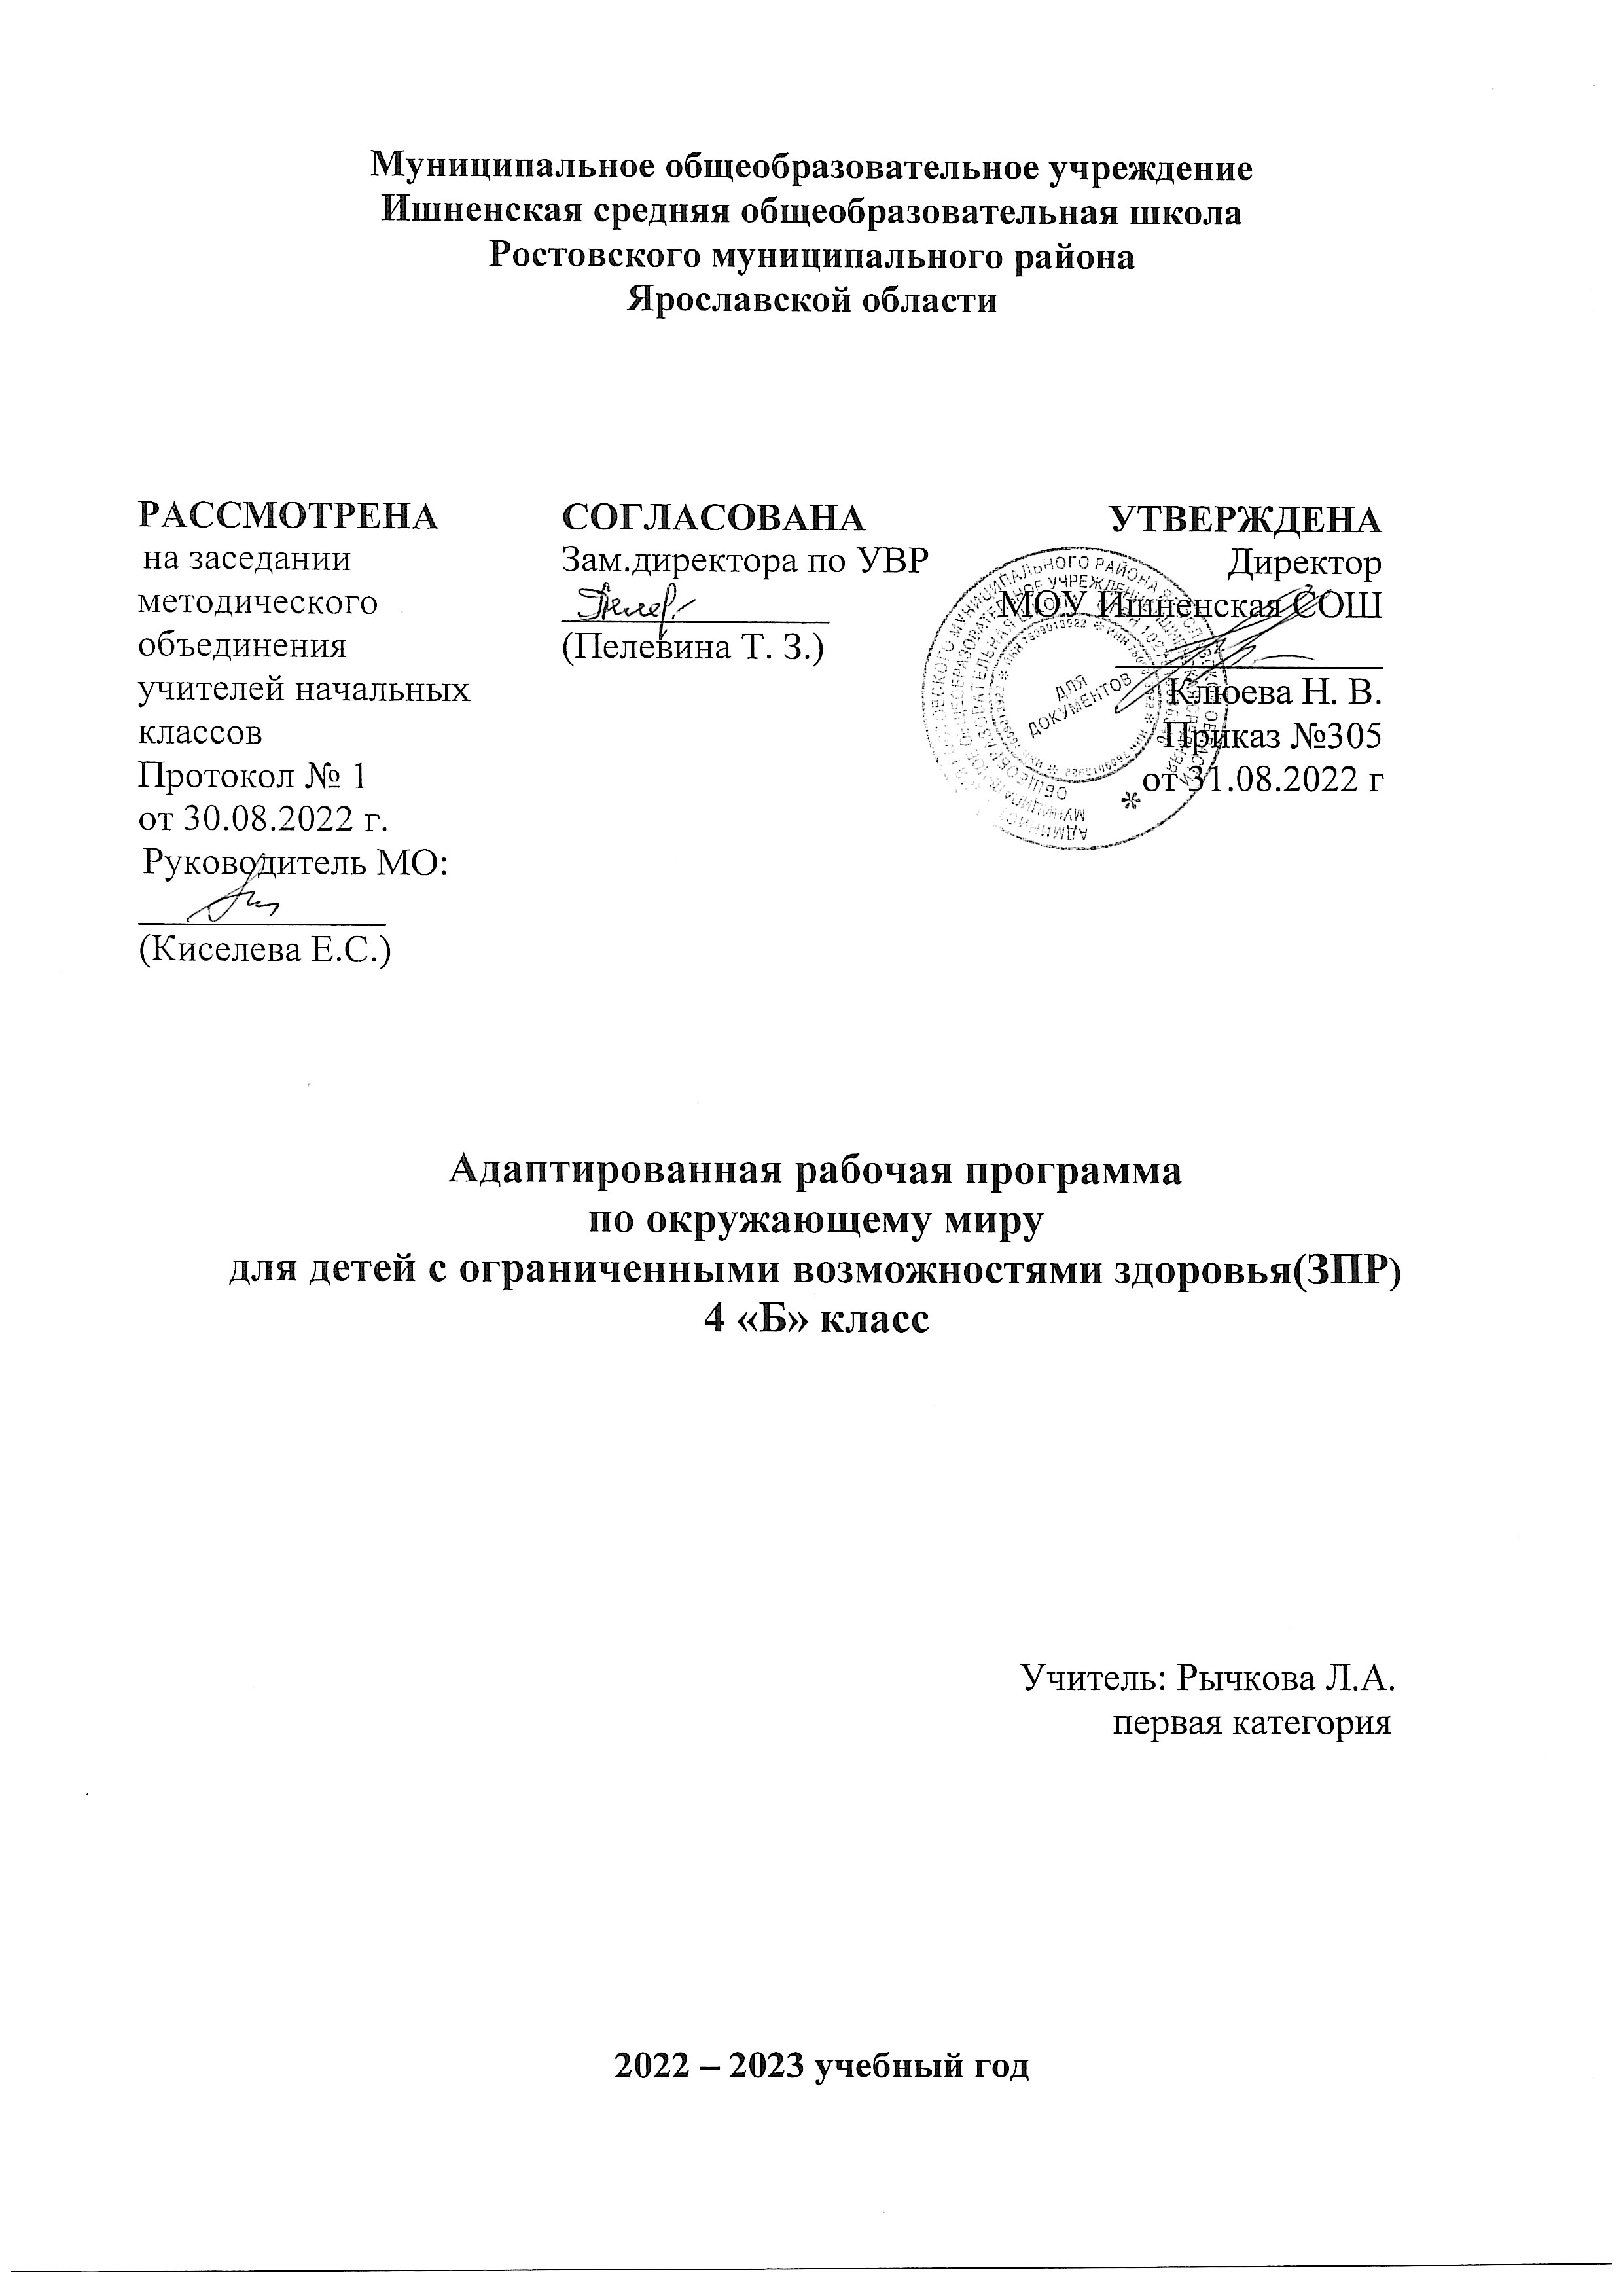 Муниципальное общеобразовательное учреждение
Ишненская средняя общеобразовательная школа
Ростовского муниципального района
Ярославской области
РАССМОТРЕНА
на заседании
методического
объединения
учителей начальных
классов
Протокол № 1
от 30.08.2022 г.
Руководитель МО:
(Киселева Е.С.)
СОГЛАСОВАНА
Зам.директора по УВР
(Пелевина Т. З.)
УТВЕРЖДЕНА
Директор
МОУ Ишненская СОШ
Клюева Н. В.
Приказ №305
от 31.08.2022 г
ДЛЯ
ДОКУМЕНТОВ
Адаптированная рабочая программа
по окружающему миру
для детей с ограниченными возможностями здоровья(ЗПР)
4 «Б» класс
Учитель: Рычкова Л.А.
первая категория
2022 – 2023 учебный год